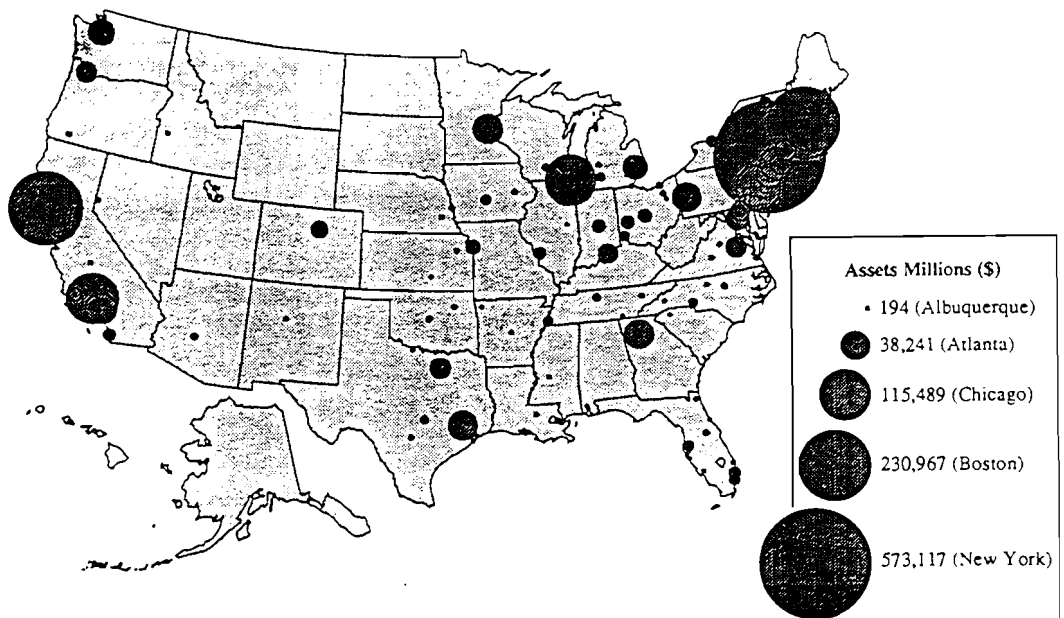 Assets Millions ($)
194 (Albuquerque)
38,241 (Atlanta)
115,489 (Chicago)
230,967 (Boston)
573,117 (New York)